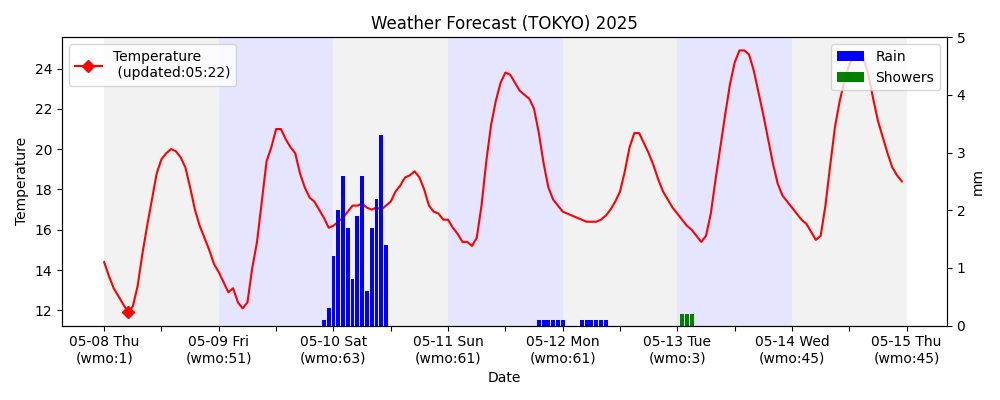 Weather Forecast (TOKYO) 2025
Temperature
(updated:05:22)
Rain
Showers
Temperature
24
22
20
18
16
14
12
5
4
3
2
1
0
mm
05-08 Thu
(wmo:1)
05-09 Fri
(wmo:51)
05-10 Sat
(wmo:63)
05-11 Sun
(wmo:61)
05-12 Mon
(wmo:61)
05-13 Tue
(wmo:3)
05-14 Wed
(wmo:45)
05-15 Thu
(wmo:45)
Date